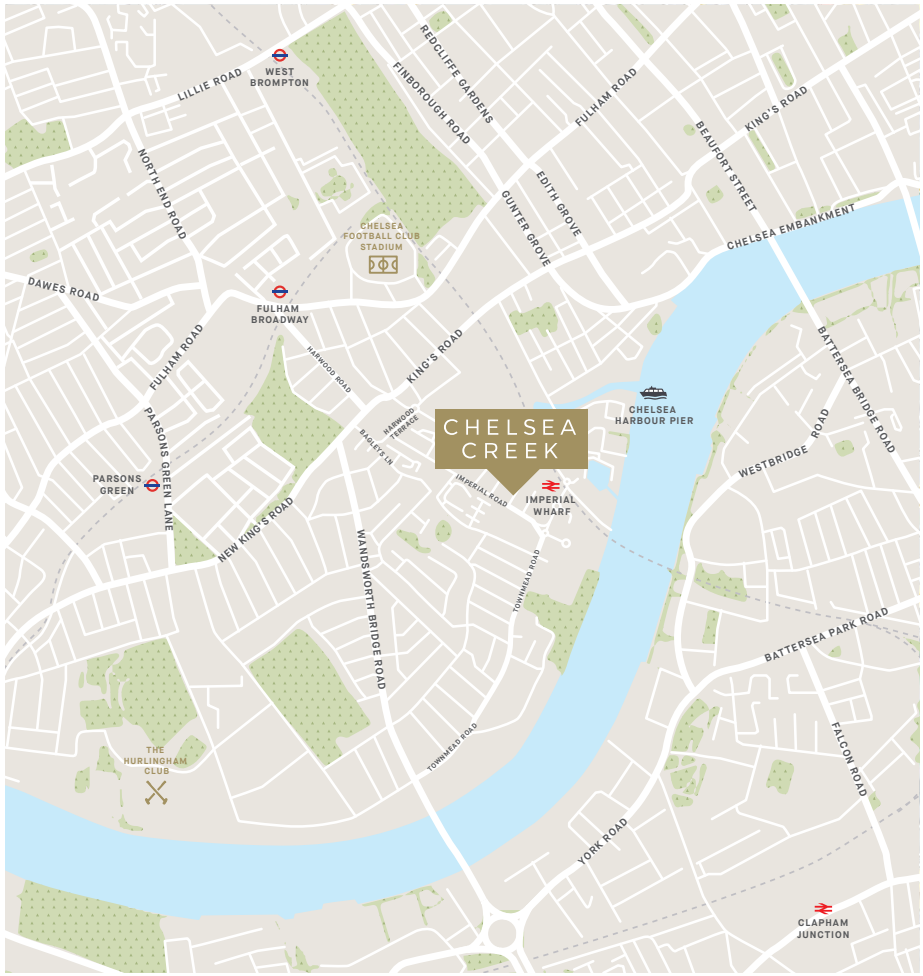 REDCLIFFE GARDENS
WEST
BROMPTON
LILLIE ROAD
FINBOROUGH ROAD
FULHAM ROAD
KING'S ROAD
BEAUFORT STREET
NORTH END ROAD
EDITH GROVE
GUNTER GROVE
CHELSEA
FOOTBALL CLUB
STADIUM
CHELSEA EMBANKMENT
DAWES ROAD
FULHAM
BROADWAY
FULHAM ROAD
HARWOOD ROAD
KING'S ROAD
BATTERSEA BRIDGE ROAD
CHELSEA
HARBOUR PIER
HARWOOD
TERRACE
BAGLEYS LN
CHELSEA
CREEK
WESTBRIDGE ROAD
PARSONS GREEN LANE
PARSONS
GREEN
IMPERIAL ROAD
IMPERIAL
WHARF
NEW KING'S ROAD
WANDSWORTH BRIDGE ROAD
TOWNMEAD ROAD
BATTERSEA PARK ROAD
THE
HURLINGHAM
CLUB
TOWNMEAD ROAD
FALCON ROAD
YORK ROAD
CLAPHAM
JUNCTION